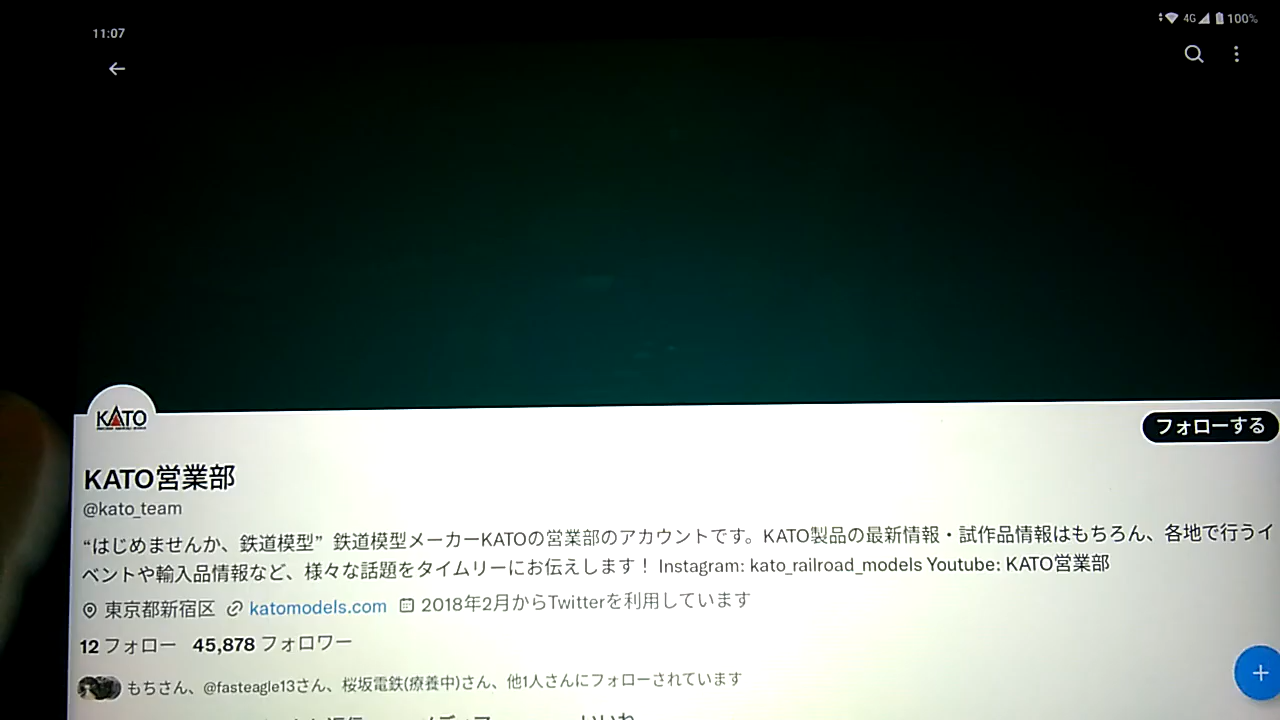 11:07
4G 100%
KATO
フォローする
KATO営業部
@kato_team
“はじめませんか、鉄道模型” 鉄道模型メーカーKATOの営業部のアカウントです。KATO製品の最新情報・試作品情報はもちろん、各地で行うイ
ベントや輸入品情報など、様々な話題をタイムリーにお伝えします！ Instagram: kato_railroad_models Youtube: KATO営業部
東京都新宿区 katomodels.com 2018年2月からTwitterを利用しています
12 フォロー 45,878 フォロワー
もちさん、@fasteagle13さん、桜坂電鉄(療養中)さん、他1人さんにフォローされています